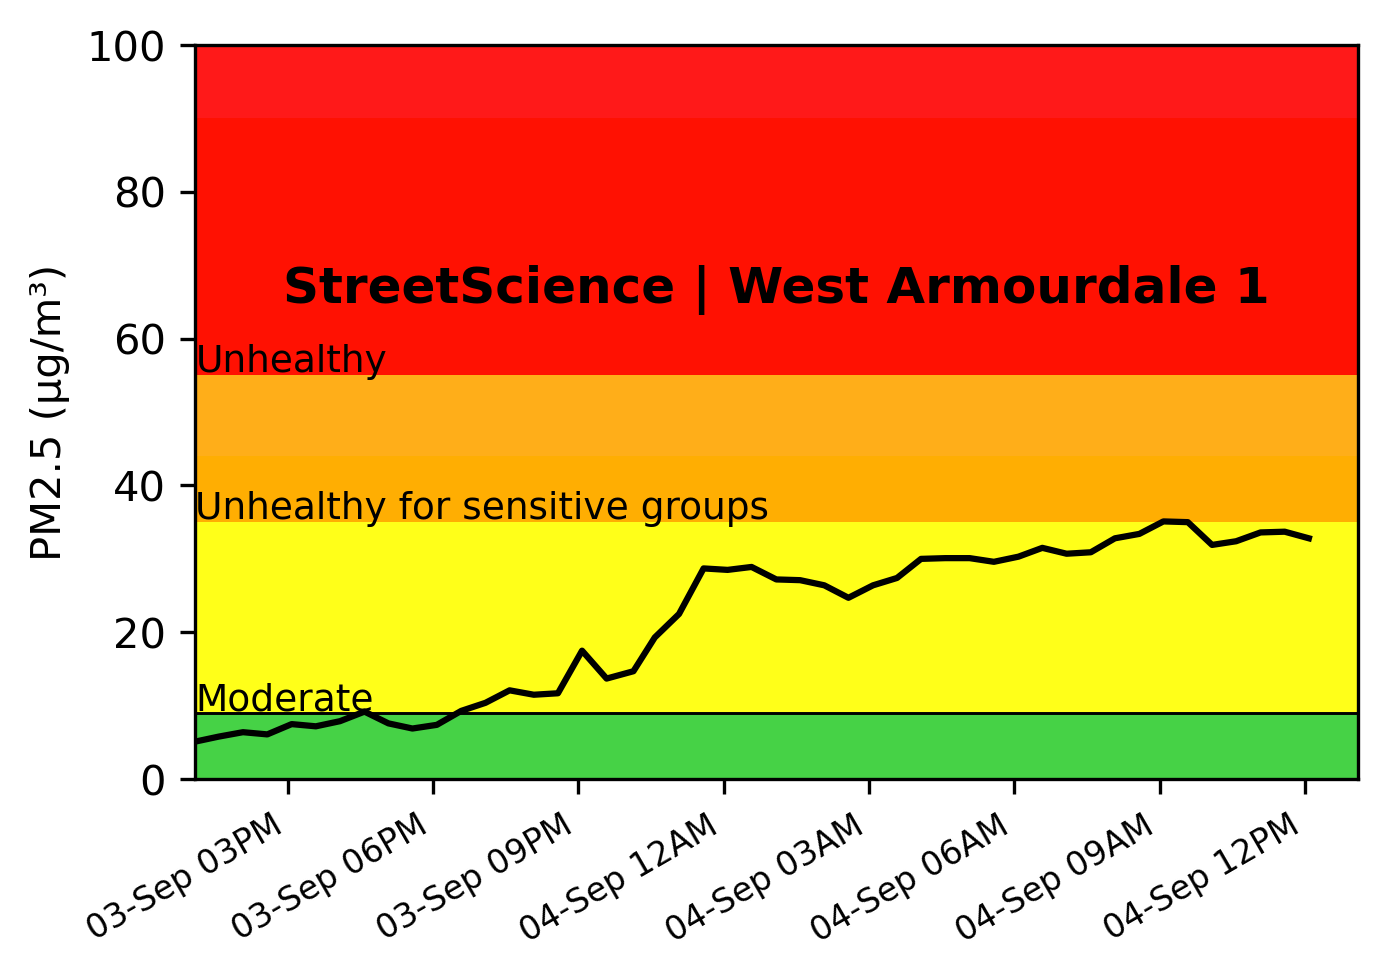 100
80
60
40
20
0
PM2.5 (µg/m³)
StreetScience | West Armourdale 1
Unhealthy
Unhealthy for sensitive groups
Moderate
03-Sep 03PM
03-Sep 06PM
03-Sep 09PM
04-Sep 12AM
04-Sep 03AM
04-Sep 06AM
04-Sep 09AM
04-Sep 12PM